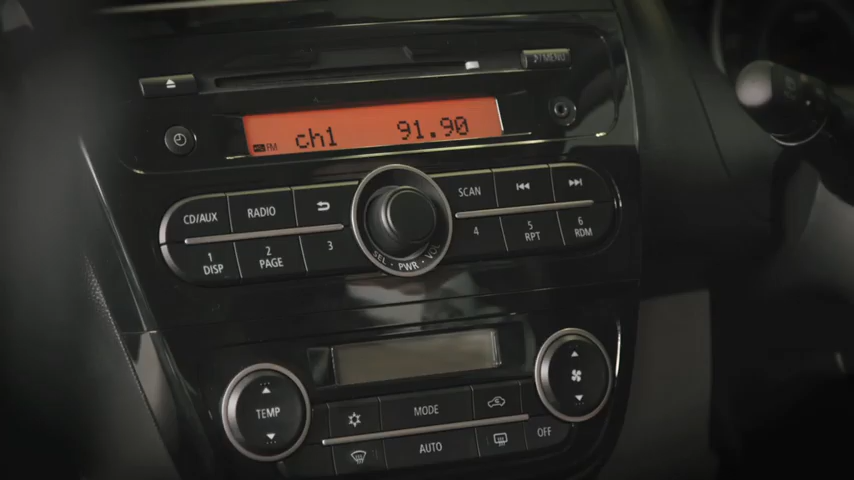 MENU
FM ch1 91.90
CD/AUX RADIO SCAN
1 DISP 2 PAGE 3 4 5 RPT 6 RDM
SEL · PWR · VOL
TEMP MODE
AUTO OFF